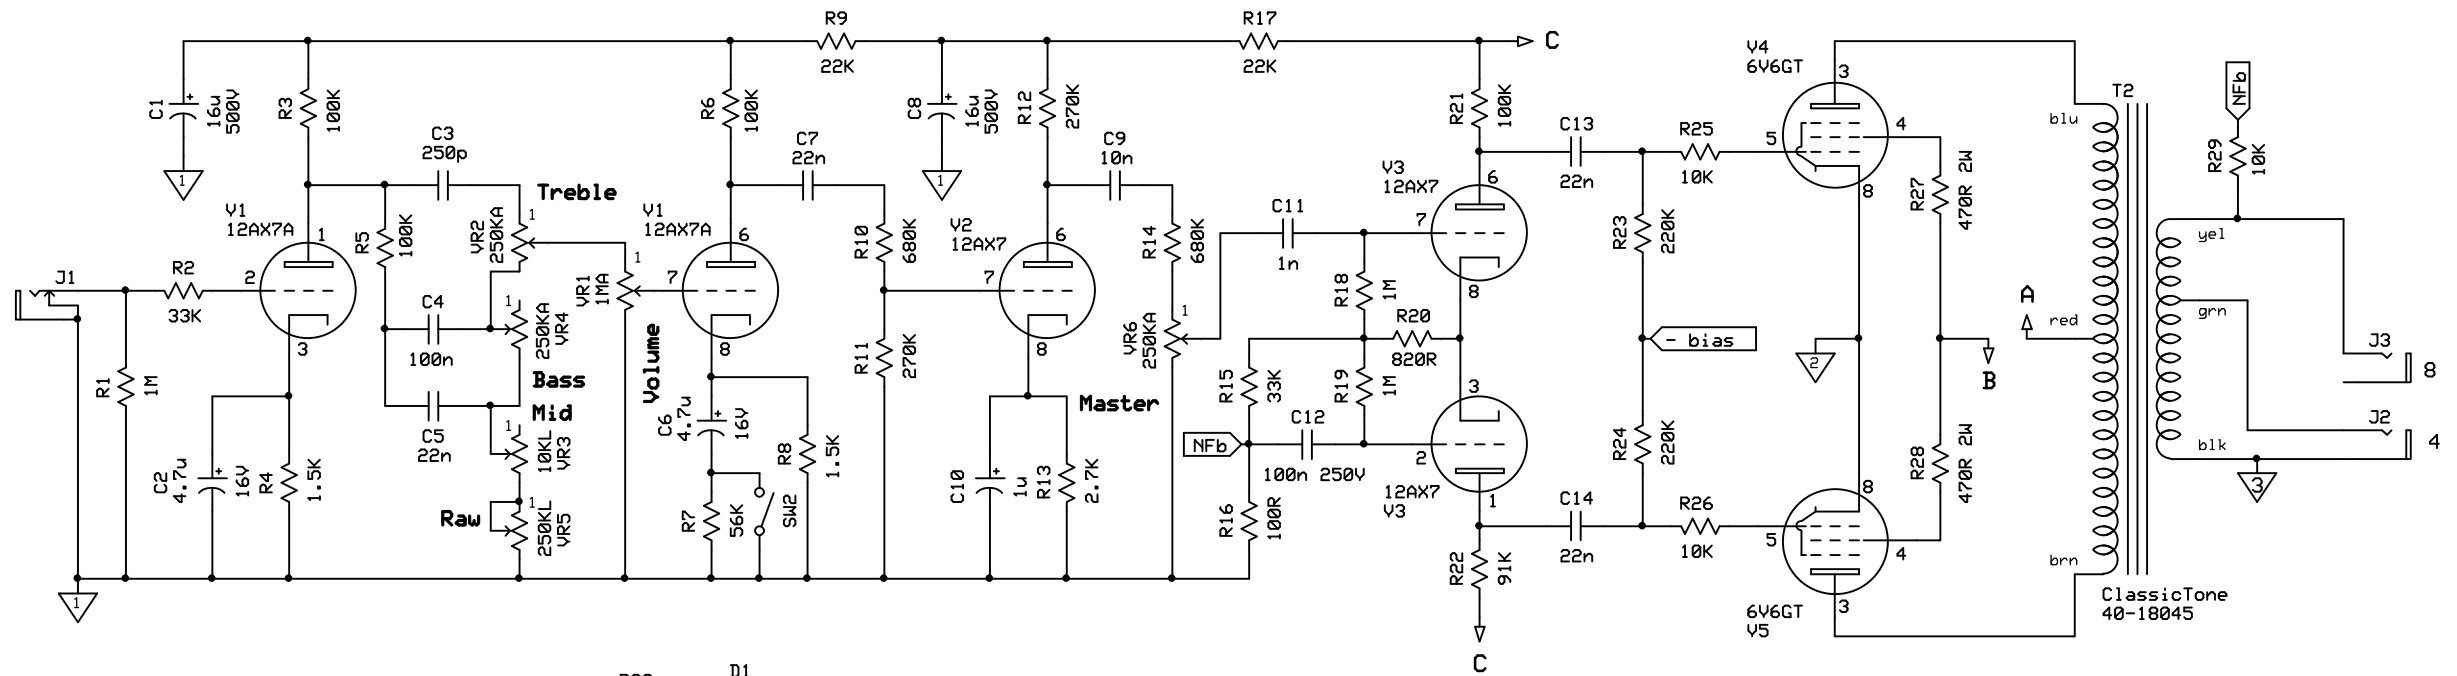 R9
22K
R17
22K
C
C1
16u
500V
1
R3
100K
R6
100K
C8
16u
500V
1
R12
270K
R21
100K
C3
250p
C7
22n
C9
10n
C13
22n
R25
10K
V4
6V6GT
3
5
4
8
T2
blu
NFb
R29
10K
Treble
V1
12AX7A
1
2
3
R5
100K
VR2
250KA
1
VR1
1MA
1
V1
12AX7A
6
7
8
R10
680K
V2
12AX7
6
7
8
R14
680K
C11
1n
V3
12AX7
6
7
8
R23
220K
R27
470R 2W
yel
grn
J1
R2
33K
R1
1M
C4
100n
1
250KA
VR4
Bass
Volume
R11
270K
VR6
250KA
1
R18
1M
R20
820R
- bias
2
A
red
B
J3
8
Mid
C5
22n
1
10KL
VR3
C6
4.7u
16V
R8
1.5K
Master
R15
33K
R19
1M
C12
100n 250V
NFb
3
2
1
12AX7
V3
R24
220K
R28
470R 2W
J2
4
blk
3
C2
4.7u
16V
R4
1.5K
Raw
1
250KL
VR5
R7
56K
SW2
C10
1u
R13
2.7K
R16
100R
R22
91K
C
C14
22n
R26
10K
8
5
4
3
6V6GT
V5
brn
ClassicTone
40-18045
1
D1